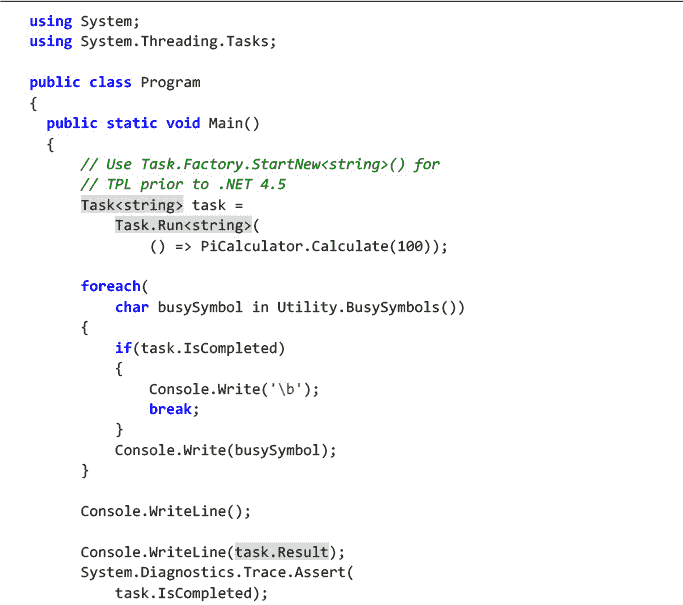 using System;
using System.Threading.Tasks;
public class Program
{
public static void Main()
{
// Use Task.Factory.StartNew<string>() for
// TPL prior to .NET 4.5
Task<string> task =
Task.Run<string>(
() => PiCalculator.Calculate(100));
foreach(
char busySymbol in Utility.BusySymbols())
{
if(task.IsCompleted)
{
Console.Write('\b');
break;
}
Console.Write(busySymbol);
}
Console.WriteLine();
Console.WriteLine(task.Result);
System.Diagnostics.Trace.Assert(
task.IsCompleted);